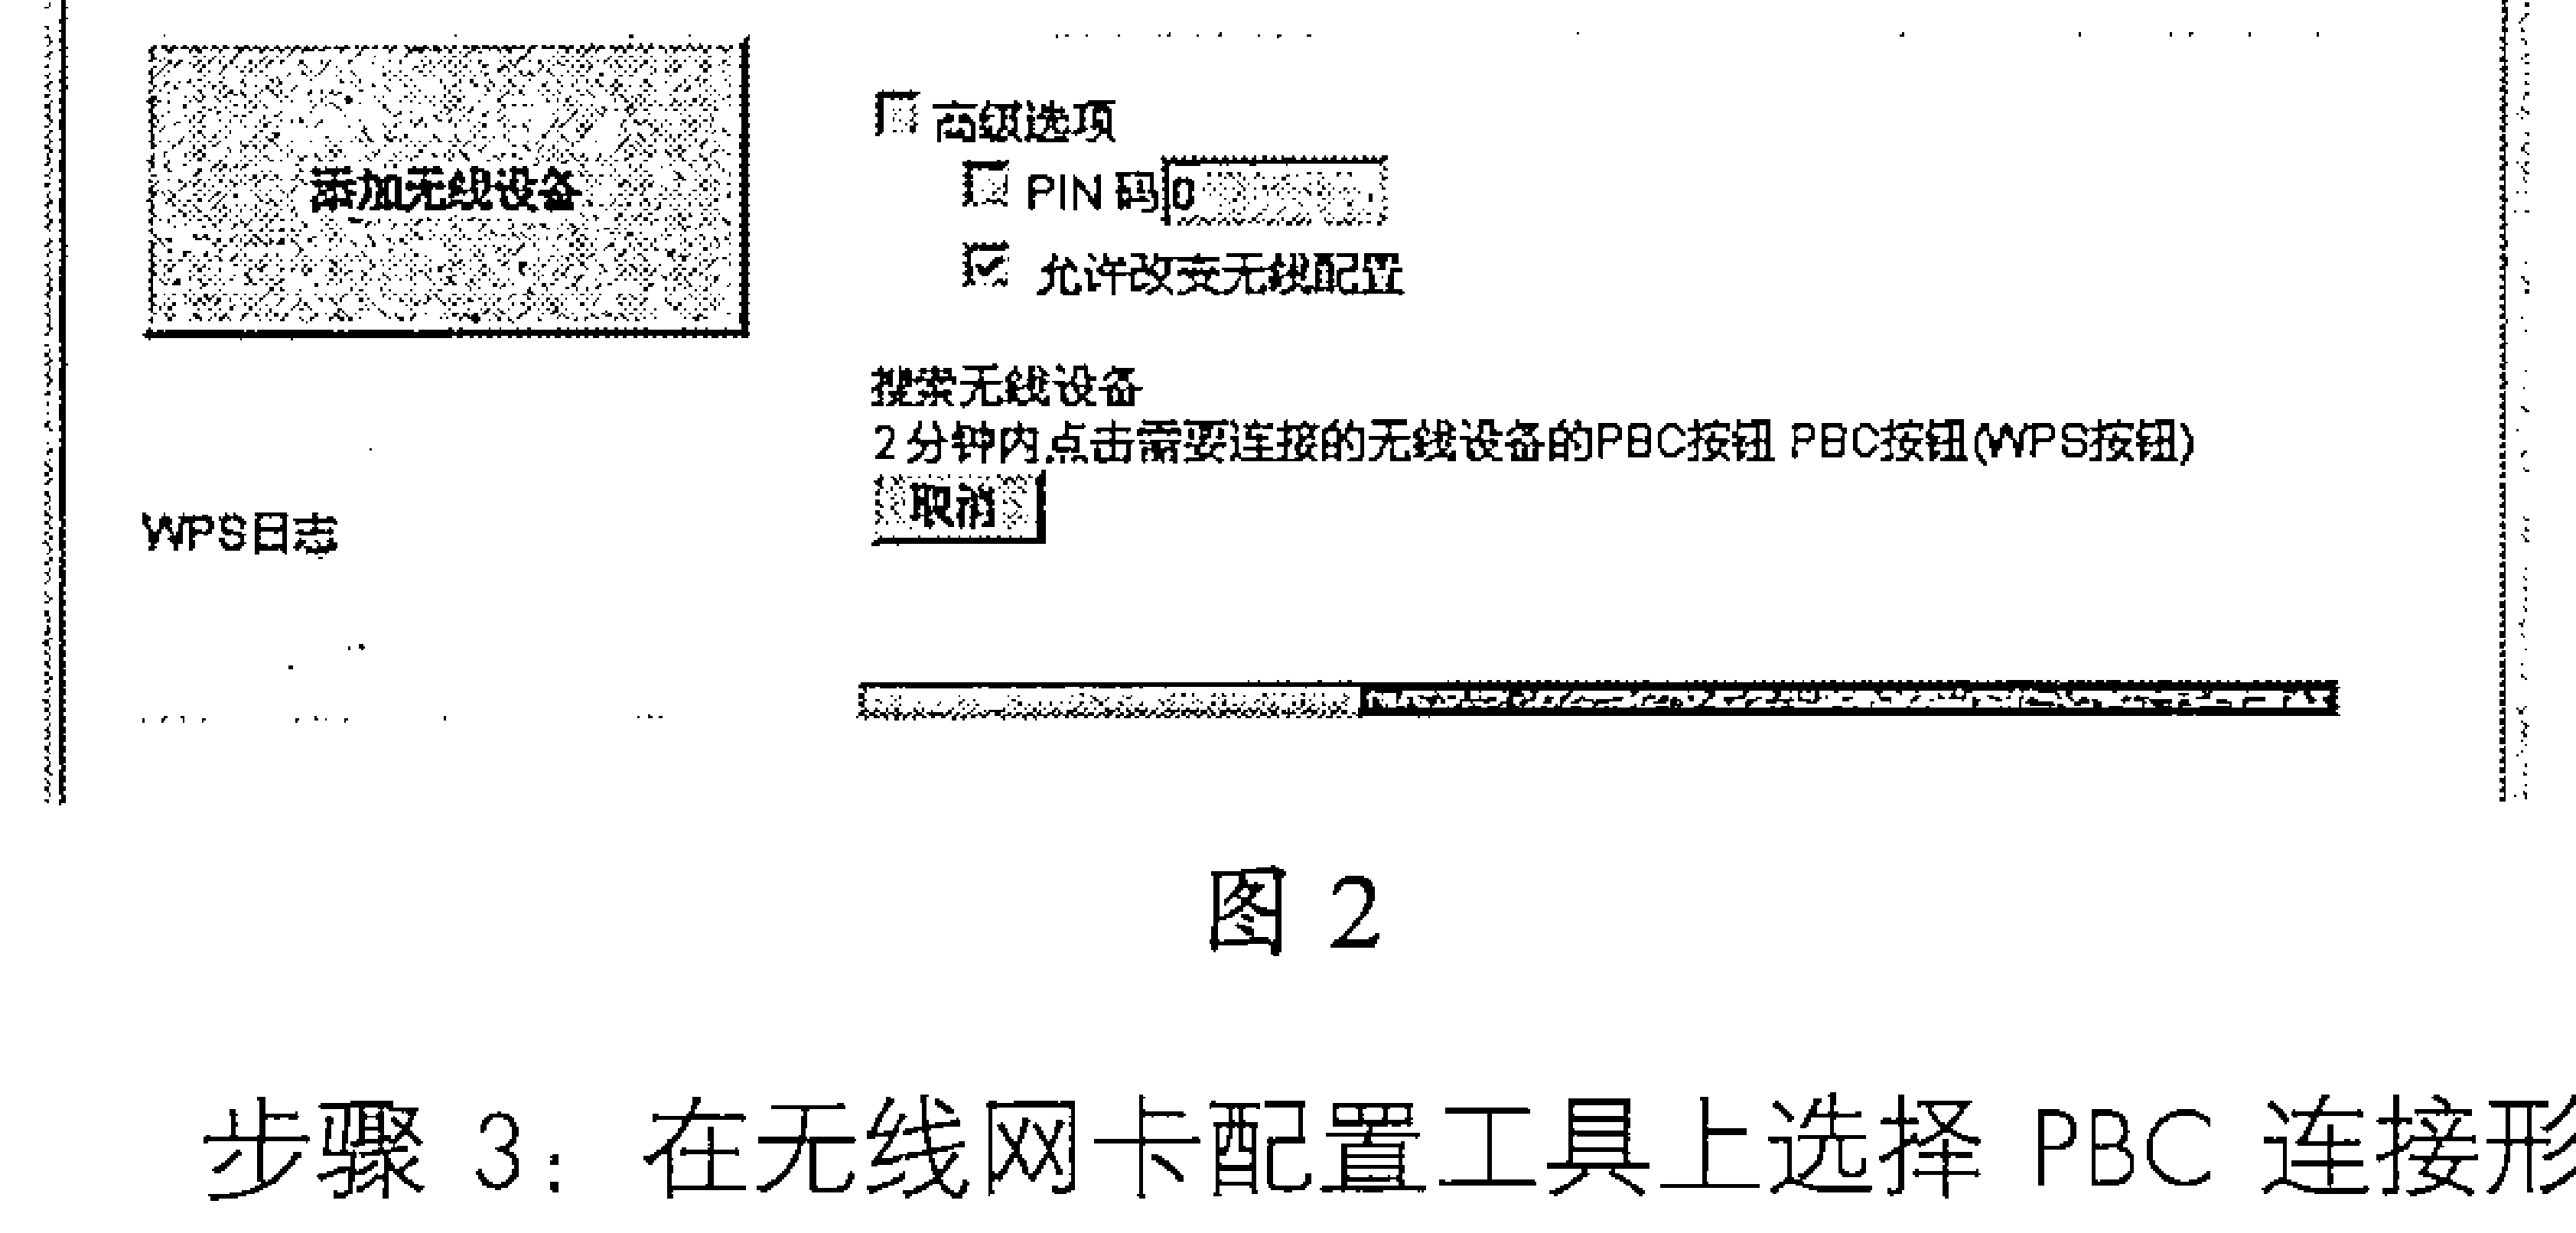 高级选项
添加无线设备
PIN 码 0
允许改变无线配置
搜索无线设备
2 分钟内点击需要连接的无线设备的PBC按钮 PBC按钮(WPS按钮)
取消
WPS日志
图 2
步骤 3：在无线网卡配置工具上选择 PBC 连接形